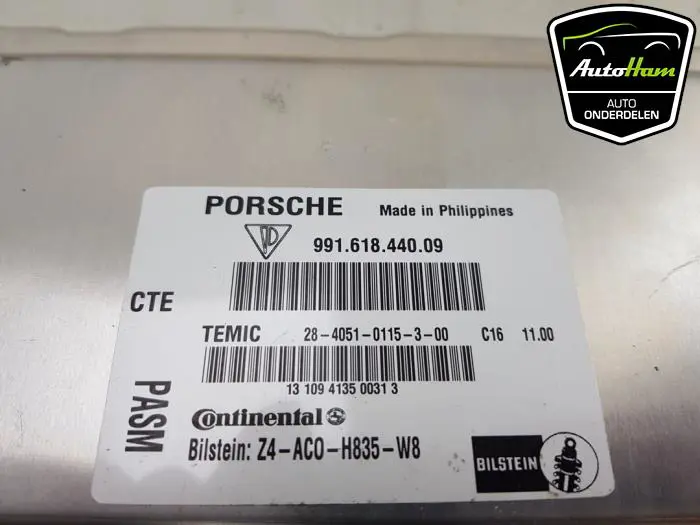 AutoHam
AUTO
ONDERDELEN
PORSCHE Made in Philippines
991.618.440.09
CTE
TEMIC 28-4051-0115-3-00 C16 11.00
13 109 4135 0031 3
PASM
Continental
Bilstein: Z4-ACO-H835-W8
BILSTEIN